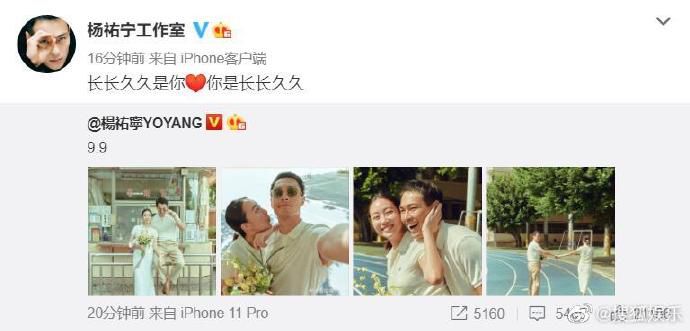 杨祐宁工作室
16分钟前 来自 iPhone客户端
长长久久是你❤你是长长久久
@楊祐寧YOYANG
9 9
20分钟前 来自 iPhone 11 Pro
5160
@搜狐娱乐